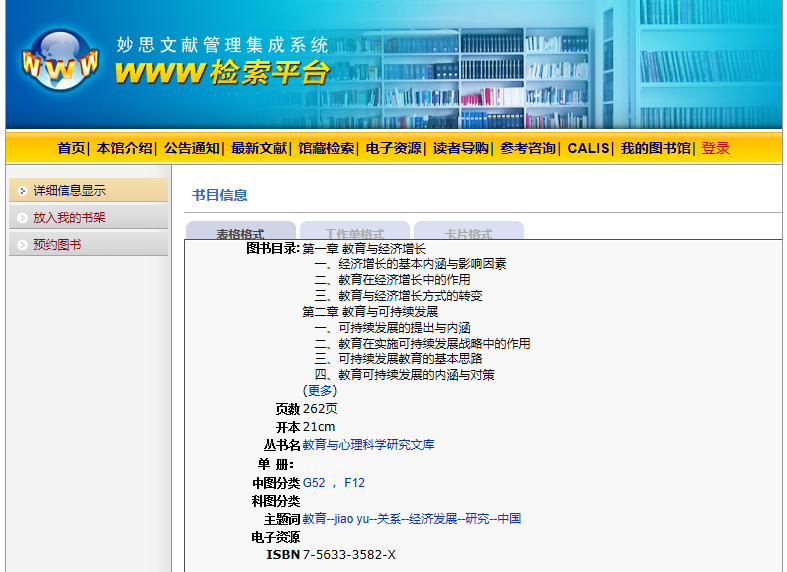 妙思文献管理集成系统
WWW检索平台
WWW
首页| 本馆介绍| 公告通知| 最新文献| 馆藏检索| 电子资源| 读者导购| 参考咨询| CALIS| 我的图书馆| 登录
详细信息显示
放入我的书架
预约图书
书目信息
表格格式 工作单格式 卡片格式
图书目录: 第一章 教育与经济增长
一、经济增长的基本内涵与影响因素
二、教育在经济增长中的作用
三、教育与经济增长方式的转变
第二章 教育与可持续发展
一、可持续发展的提出与内涵
二、教育在实施可持续发展战略中的作用
三、可持续发展教育的基本思路
四、教育可持续发展的内涵与对策
(更多)
页数 262页
开本 21cm
丛书名 教育与心理科学研究文库
单 册:
中图分类 G52 , F12
科图分类
主题词 教育--jiao yu--关系--经济发展--研究--中国
电子资源
ISBN 7-5633-3582-X